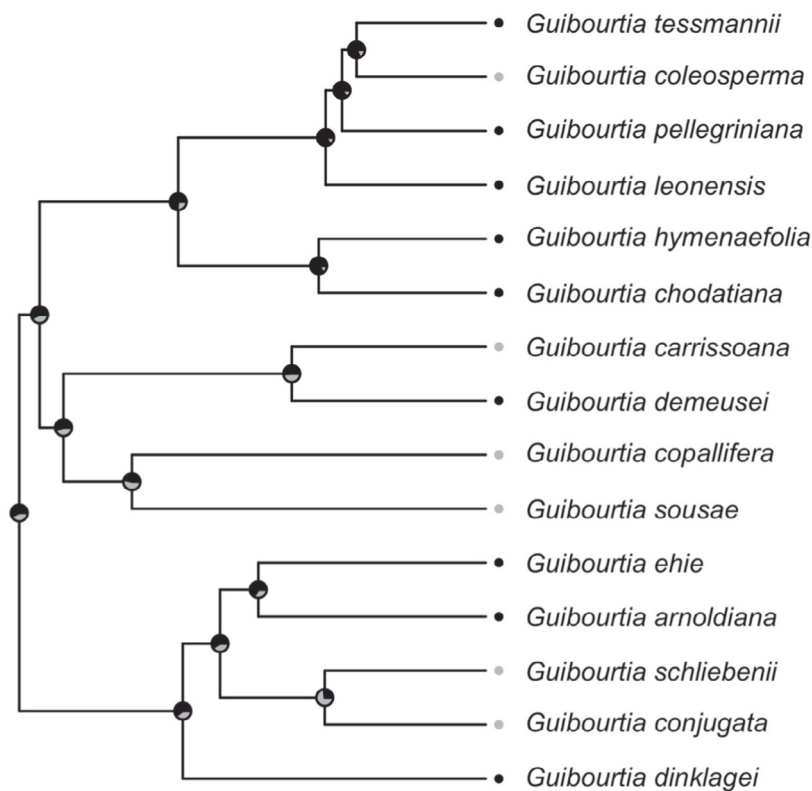 Guibourtia tessmannii
Guibourtia coleosperma
Guibourtia pellegriniana
Guibourtia leonensis
Guibourtia hymenaefolia
Guibourtia chodatiana
Guibourtia carrissoana
Guibourtia demeusei
Guibourtia copallifera
Guibourtia sousae
Guibourtia ehie
Guibourtia arnoldiana
Guibourtia schliebenii
Guibourtia conjugata
Guibourtia dinklagei